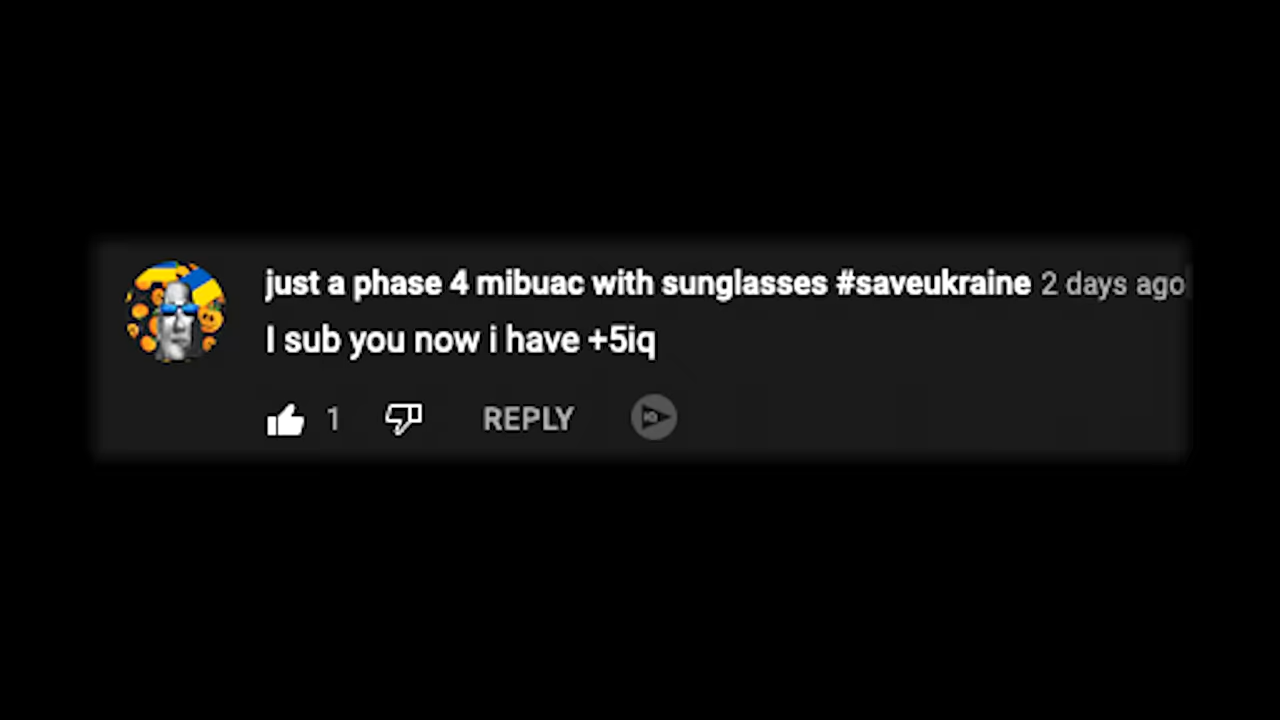 just a phase 4 mibuac with sunglasses #saveukraine 2 days ago
I sub you now i have +5iq
1 REPLY